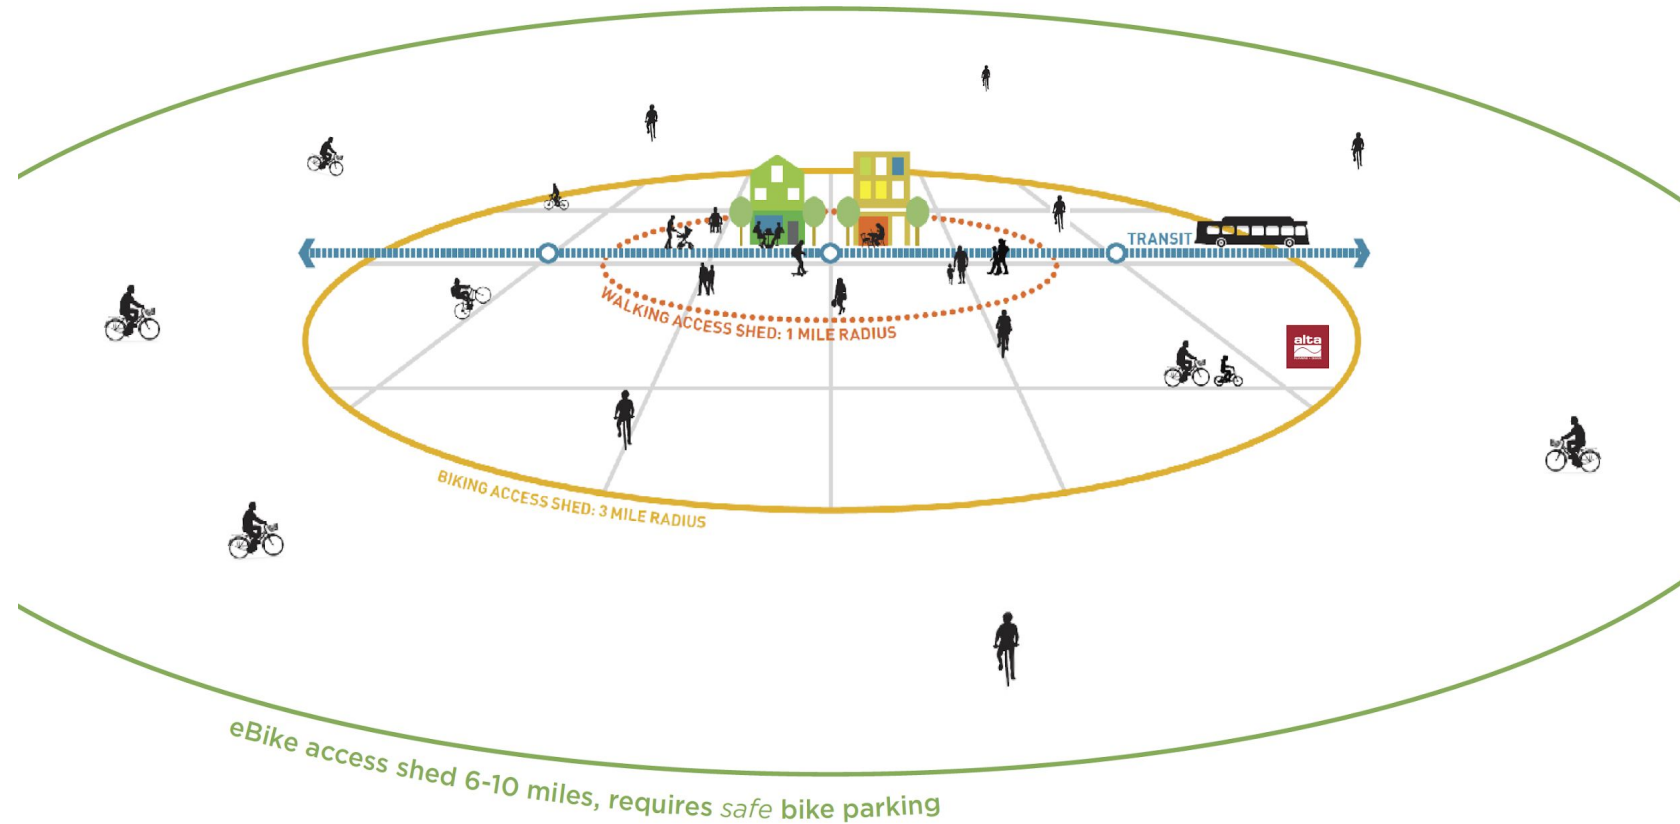 TRANSIT
WALKING ACCESS SHED: 1 MILE RADIUS
alta
BIKING ACCESS SHED: 3 MILE RADIUS
eBike access shed 6-10 miles, requires safe bike parking